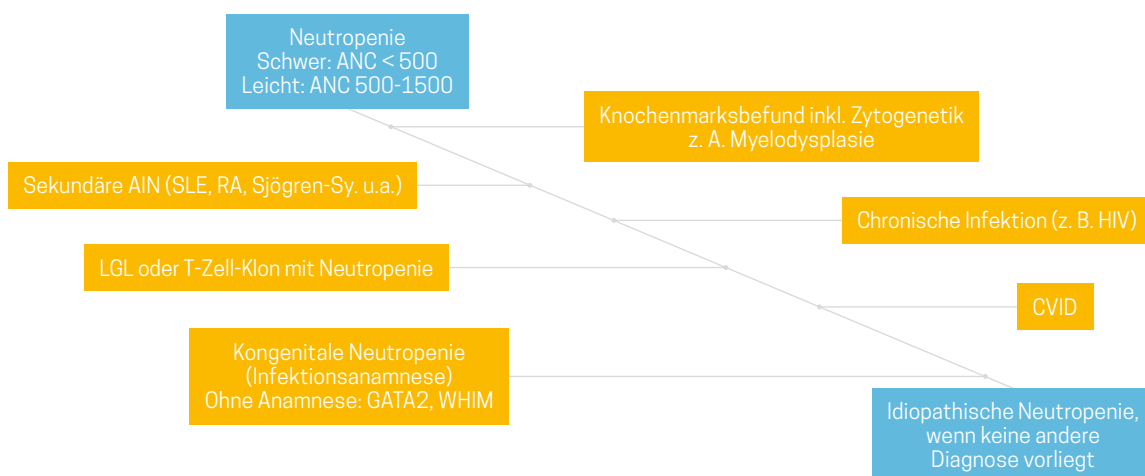 Neutropenie
Schwer: ANC < 500
Leicht: ANC 500-1500
Knochenmarksbefund inkl. Zytogenetik
z. A. Myelodysplasie
Sekundäre AIN (SLE, RA, Sjögren-Sy. u.a.)
Chronische Infektion (z. B. HIV)
LGL oder T-Zell-Klon mit Neutropenie
CVID
Kongenitale Neutropenie
(Infektionsanamnese)
Ohne Anamnese: GATA2, WHIM
Idiopathische Neutropenie,
wenn keine andere
Diagnose vorliegt